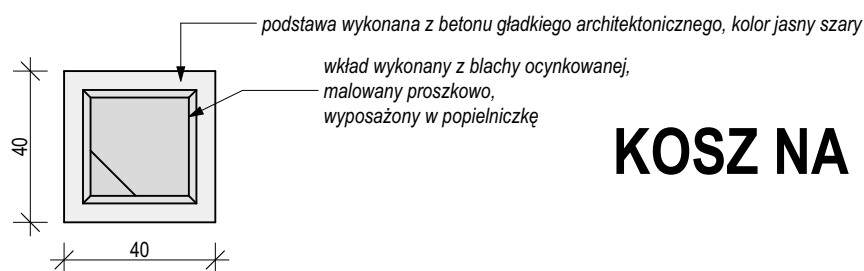 podstawa wykonana z betonu gładkiego architektonicznego, kolor jasny szary
wkład wykonany z blachy ocynkowanej,
malowany proszkowo,
wyposażony w popielniczkę
KOSZ NA
40
40